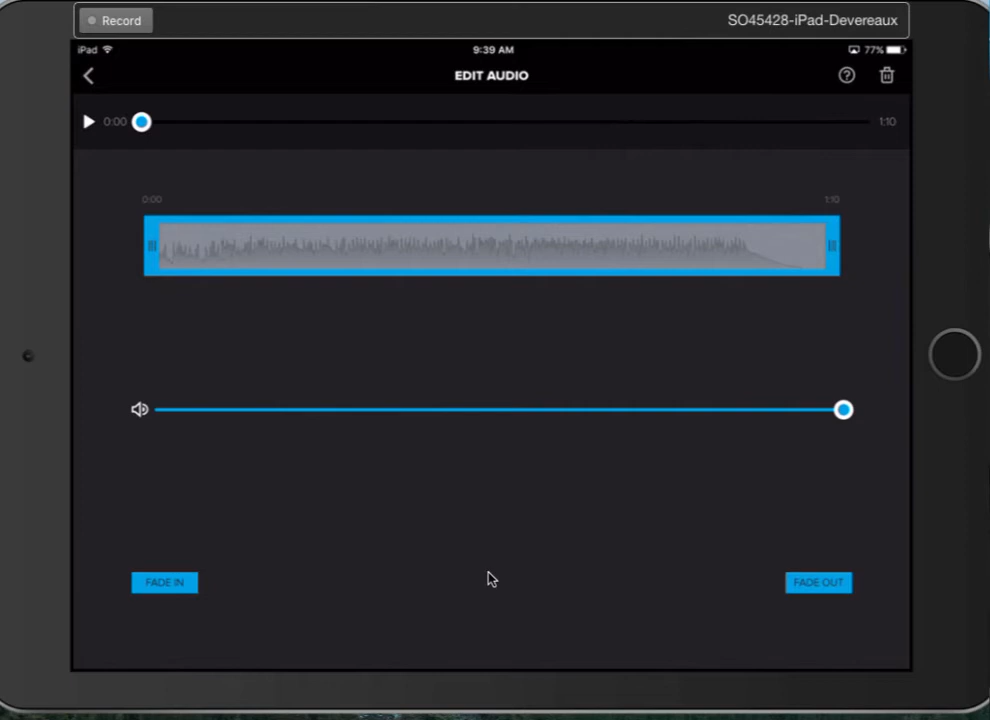 Record
SO45428-iPad-Devereaux
iPad 9:39 AM 77%
EDIT AUDIO
0:00 1:10
0:00 1:10
FADE IN FADE OUT